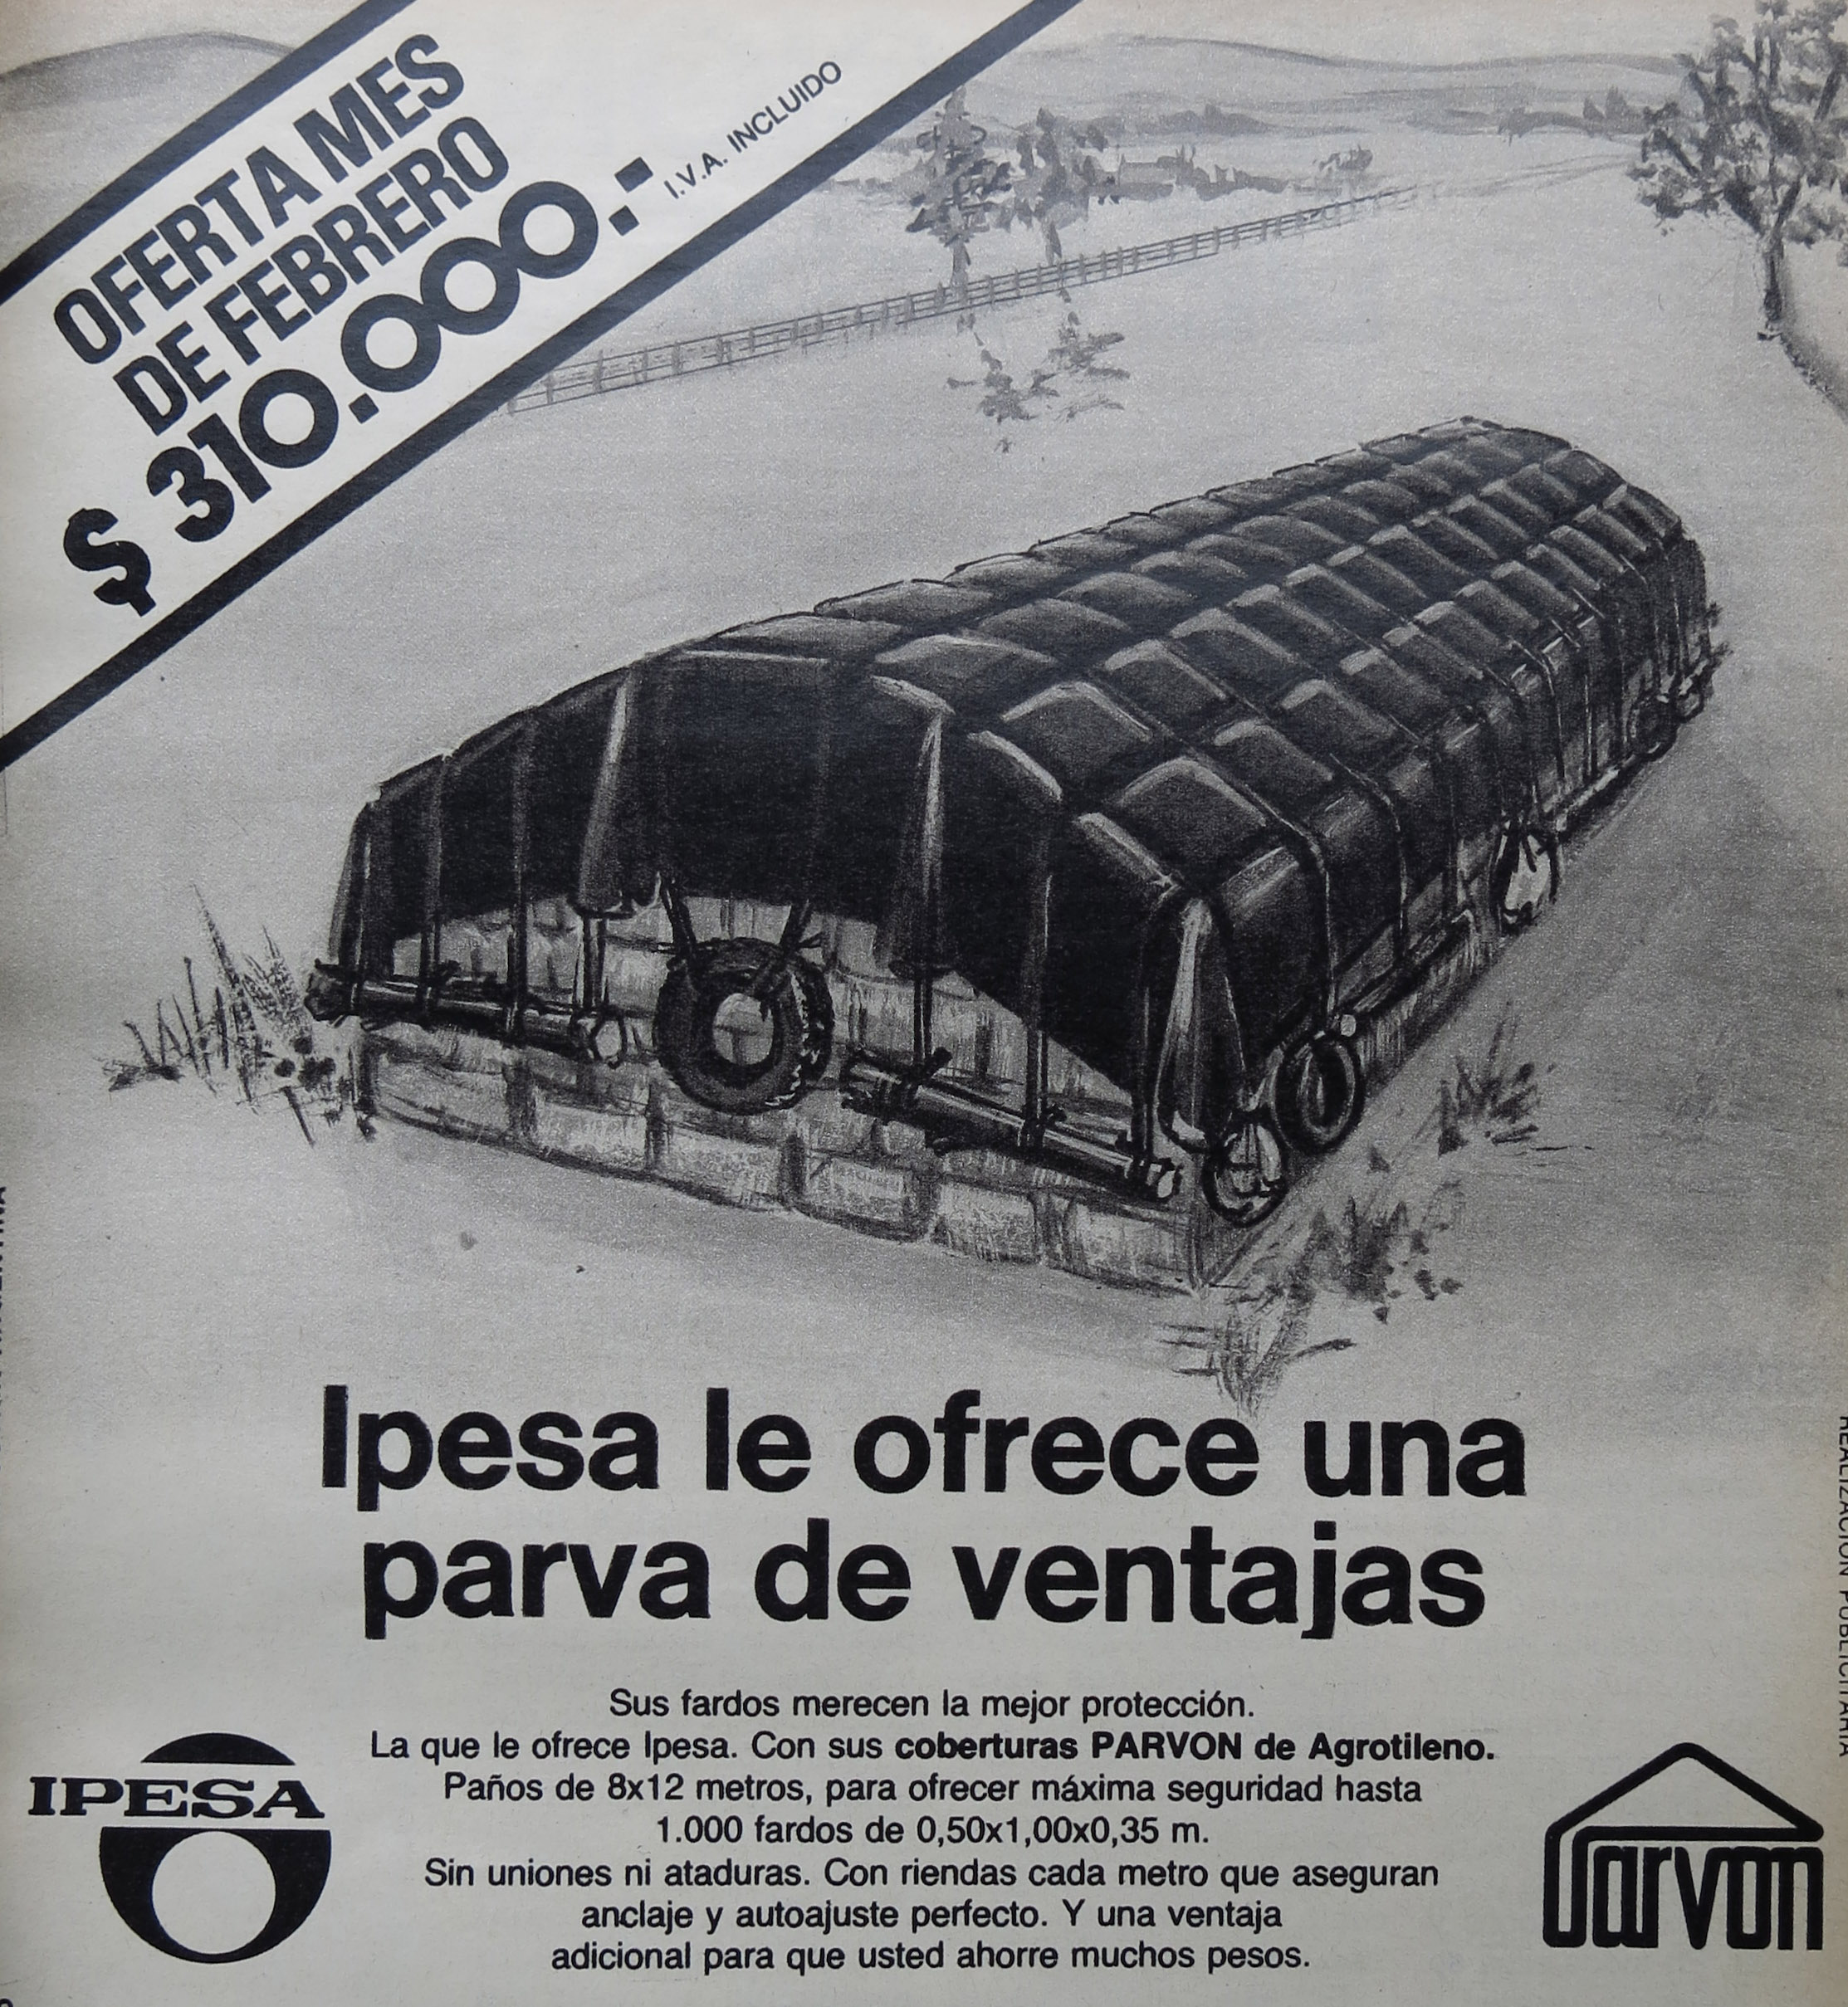 OFERTA MES
DE FEBRERO
$ 310.000.-
I.V.A. INCLUIDO
Ipesa le ofrece una
parva de ventajas
Sus fardos merecen la mejor protección.
La que le ofrece Ipesa. Con sus coberturas PARVON de Agrotileno.
Paños de 8x12 metros, para ofrecer máxima seguridad hasta
1.000 fardos de 0,50x1,00x0,35 m.
Sin uniones ni ataduras. Con riendas cada metro que aseguran
anclaje y autoajuste perfecto. Y una ventaja
adicional para que usted ahorre muchos pesos.
IPESA
Parvon
REALIZACION PUBLICITARIA